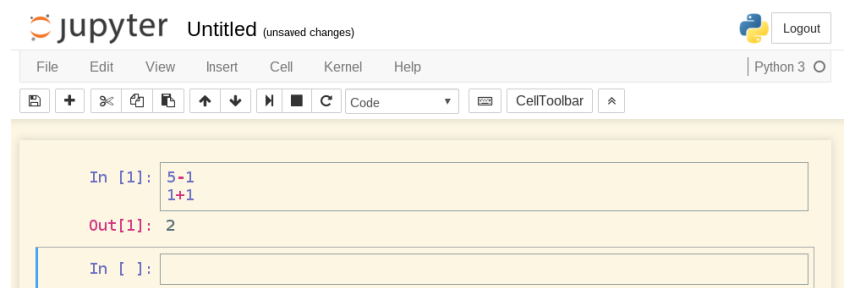 jupyter Untitled (unsaved changes) Logout
File Edit View Insert Cell Kernel Help Python 3
Code CellToolbar
In [1]: 5-1
1+1
Out[1]: 2
In [ ]: